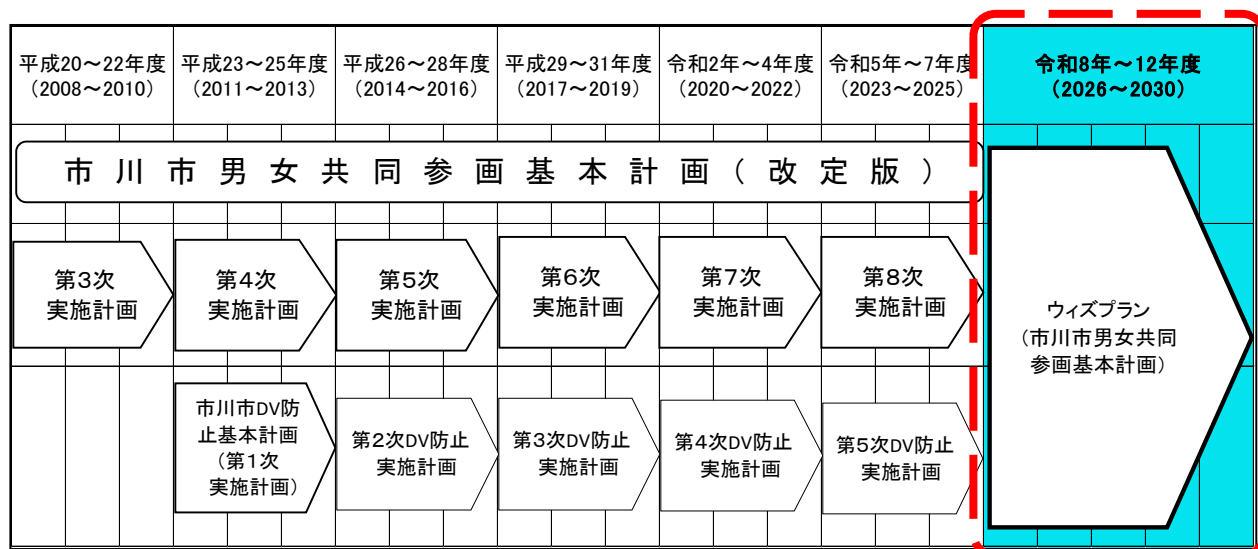 平成20～22年度
（2008～2010）
平成23～25年度
（2011～2013）
平成26～28年度
（2014～2016）
平成29～31年度
（2017～2019）
令和2年～4年度
（2020～2022）
令和5年～7年度
（2023～2025）
令和8年～12年度
（2026～2030）
市川市男女共同参画基本計画（改定版）
第3次
実施計画
第4次
実施計画
第5次
実施計画
第6次
実施計画
第7次
実施計画
第8次
実施計画
ウィズプラン
（市川市男女共同
参画基本計画）
市川市DV防
止基本計画
（第1次
実施計画）
第2次DV防止
実施計画
第3次DV防止
実施計画
第4次DV防止
実施計画
第5次DV防止
実施計画